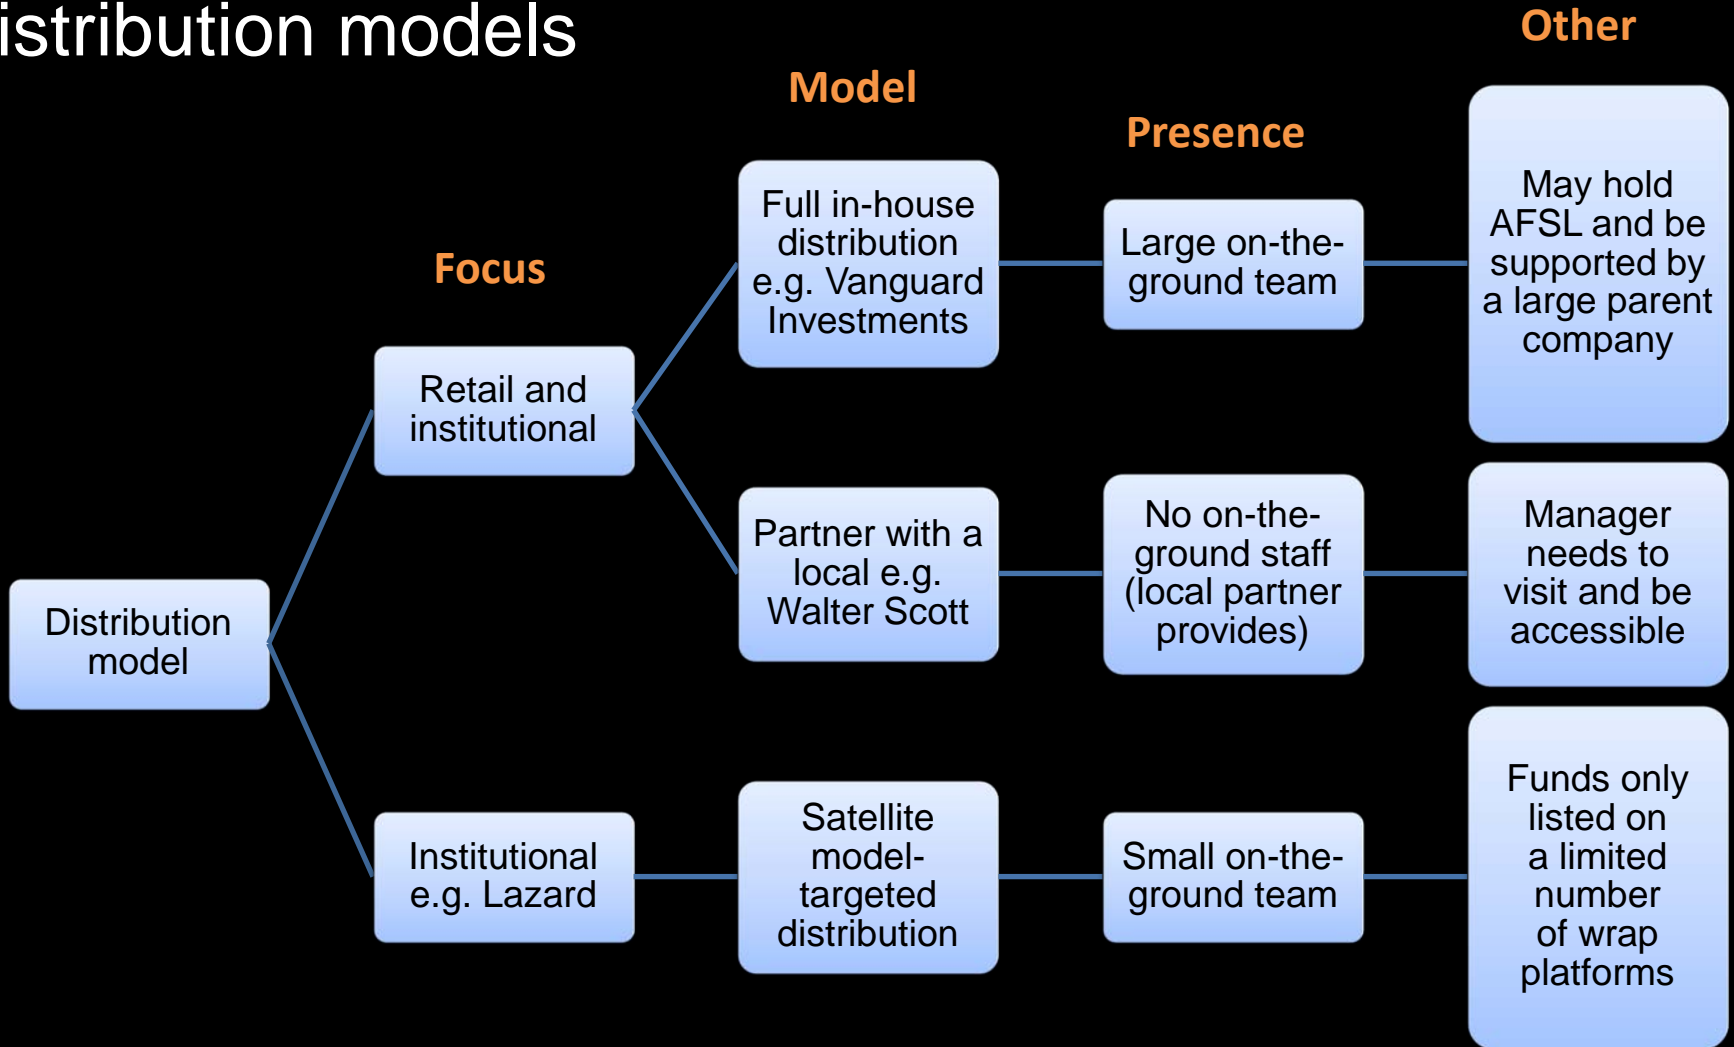 istribution models
Other
Model
Presence
Focus
Full in-house
distribution
e.g. Vanguard
Investments
Large on-the-
ground team
May hold
AFSL and be
supported by
a large parent
company
Retail and
institutional
Partner with a
local e.g.
Walter Scott
No on-the-
ground staff
(local partner
provides)
Manager
needs to
visit and be
accessible
Distribution
model
Institutional
e.g. Lazard
Satellite
model-
targeted
distribution
Small on-the-
ground team
Funds only
listed on
a limited
number
of wrap
platforms